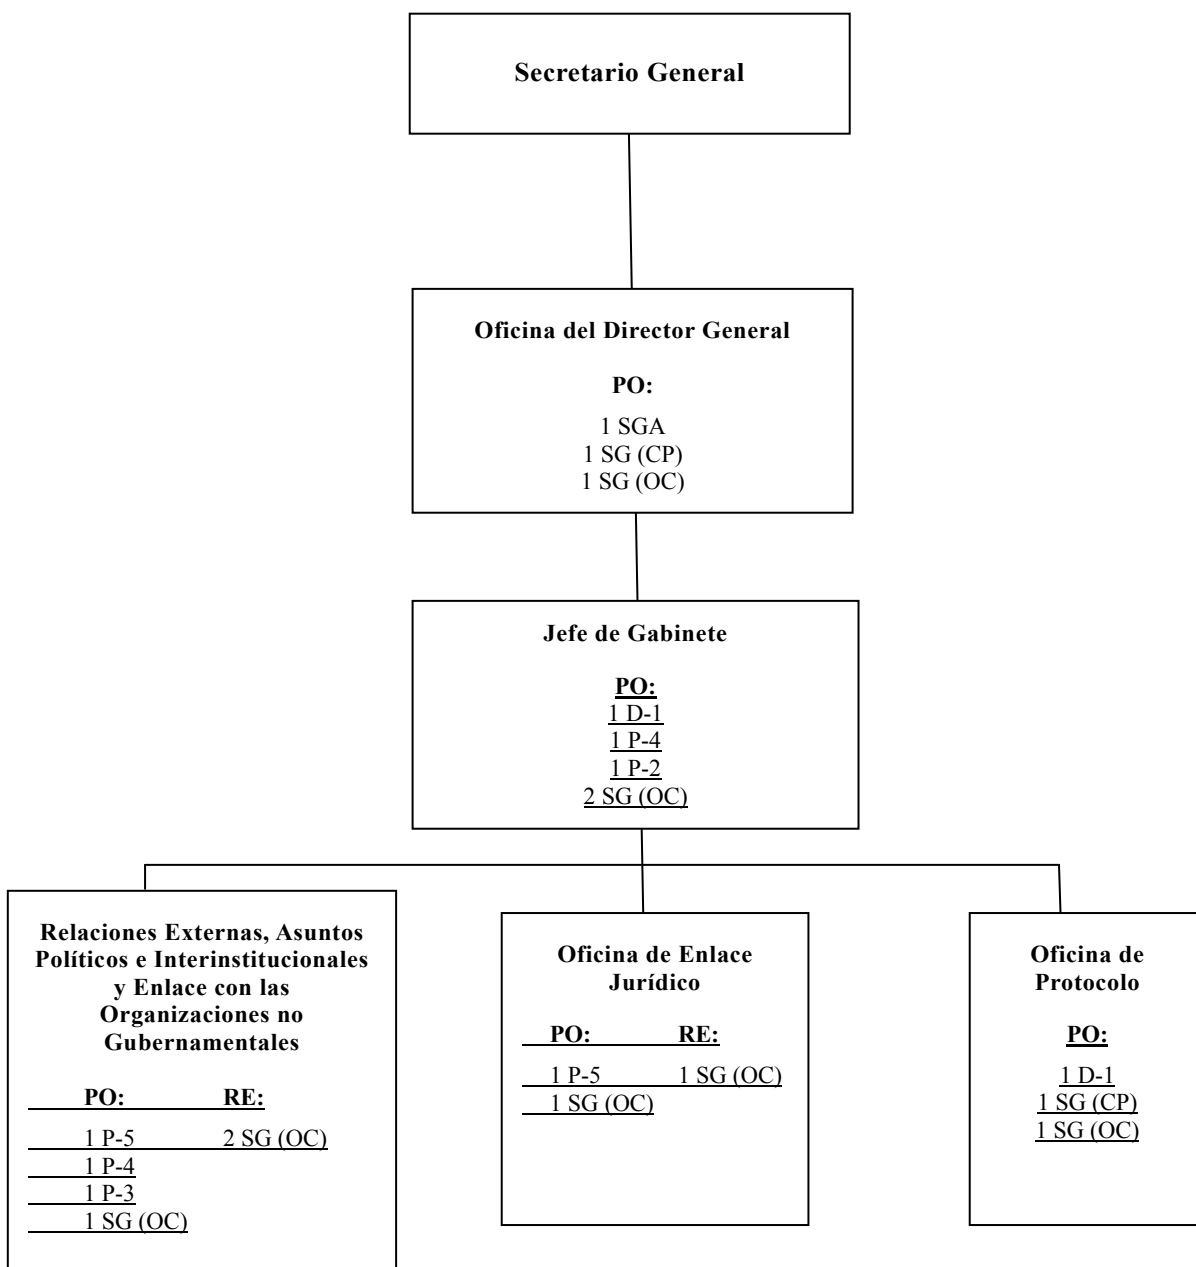 Secretario General
Oficina del Director General
PO:
1 SGA
1 SG (CP)
1 SG (OC)
Jefe de Gabinete
PO:
1 D-1
1 P-4
1 P-2
2 SG (OC)
Relaciones Externas, Asuntos
Políticos e Interinstitucionales
y Enlace con las
Organizaciones no
Gubernamentales
PO: RE:
1 P-5 2 SG (OC)
1 P-4
1 P-3
1 SG (OC)
Oficina de Enlace
Jurídico
PO: RE:
1 P-5 1 SG (OC)
1 SG (OC)
Oficina de
Protocolo
PO:
1 D-1
1 SG (CP)
1 SG (OC)